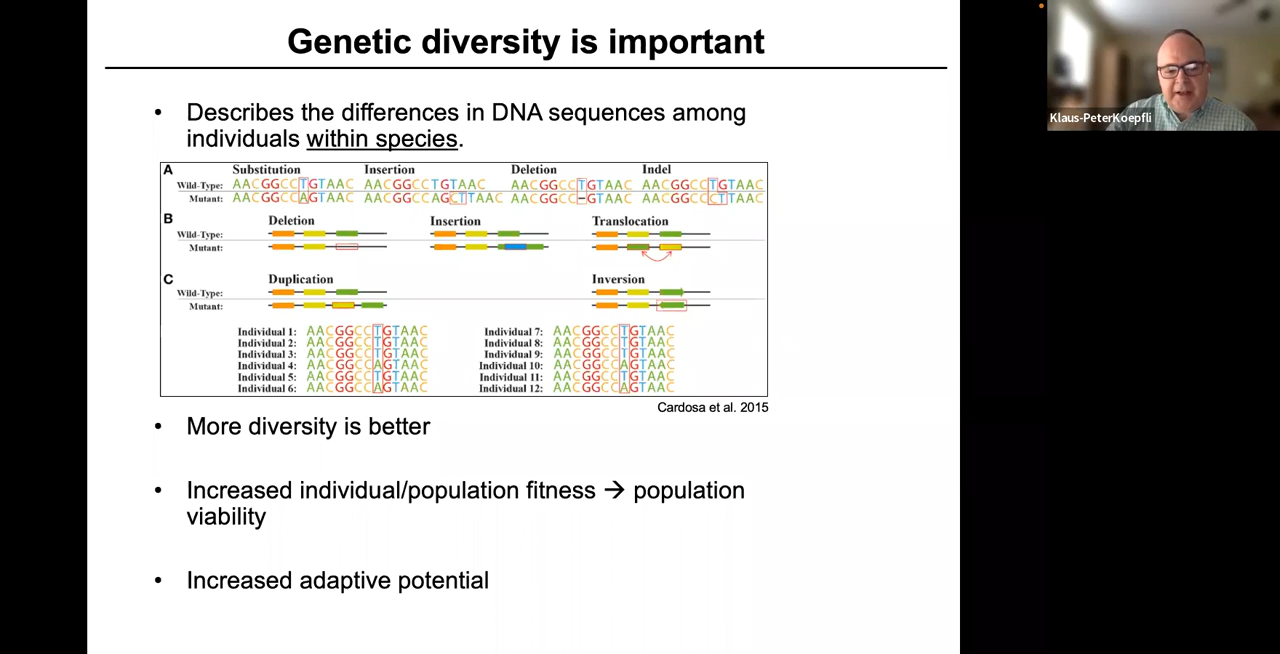 Genetic diversity is important
• Describes the differences in DNA sequences among
individuals within species.
A Substitution Insertion Deletion Indel
Wild-Type: AACGGCCTGTAAC AACGGCCTGTAAC AACGGCCTGTAAC AACGGCCTGTAAC
Mutant: AACGGCCAGTAAC AACGGCCAGCTTAAC AACGGCC–GTAAC AACGGCCCTTAAC
B Deletion Insertion Translocation
Wild-Type:
Mutant:
C Duplication Inversion
Wild-Type:
Mutant:
Individual 1: AACGGCCTGTAAC
Individual 2: AACGGCCTGTAAC
Individual 3: AACGGCCTGTAAC
Individual 4: AACGGCCAGTAAC
Individual 5: AACGGCCTGTAAC
Individual 6: AACGGCCAGTAAC
Individual 7: AACGGCCTGTAAC
Individual 8: AACGGCCTGTAAC
Individual 9: AACGGCCTGTAAC
Individual 10: AACGGCCAGTAAC
Individual 11: AACGGCCTGTAAC
Individual 12: AACGGCCAGTAAC
Cardosa et al. 2015
• More diversity is better
• Increased individual/population fitness → population
viability
• Increased adaptive potential
Klaus-PeterKoepfli